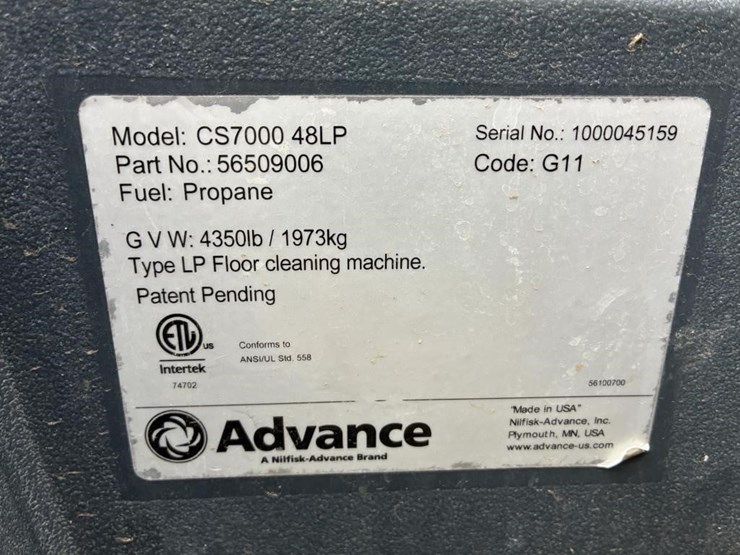 Model: CS7000 48LP
Part No.: 56509006
Fuel: Propane
Serial No.: 1000045159
Code: G11
G V W: 4350lb / 1973kg
Type LP Floor cleaning machine.
Patent Pending
ETL US
Intertek
74702
Conforms to
ANSI/UL Std. 558
56100700
Advance
A Nilfisk-Advance Brand
"Made in USA"
Nilfisk-Advance, Inc.
Plymouth, MN, USA
www.advance-us.com